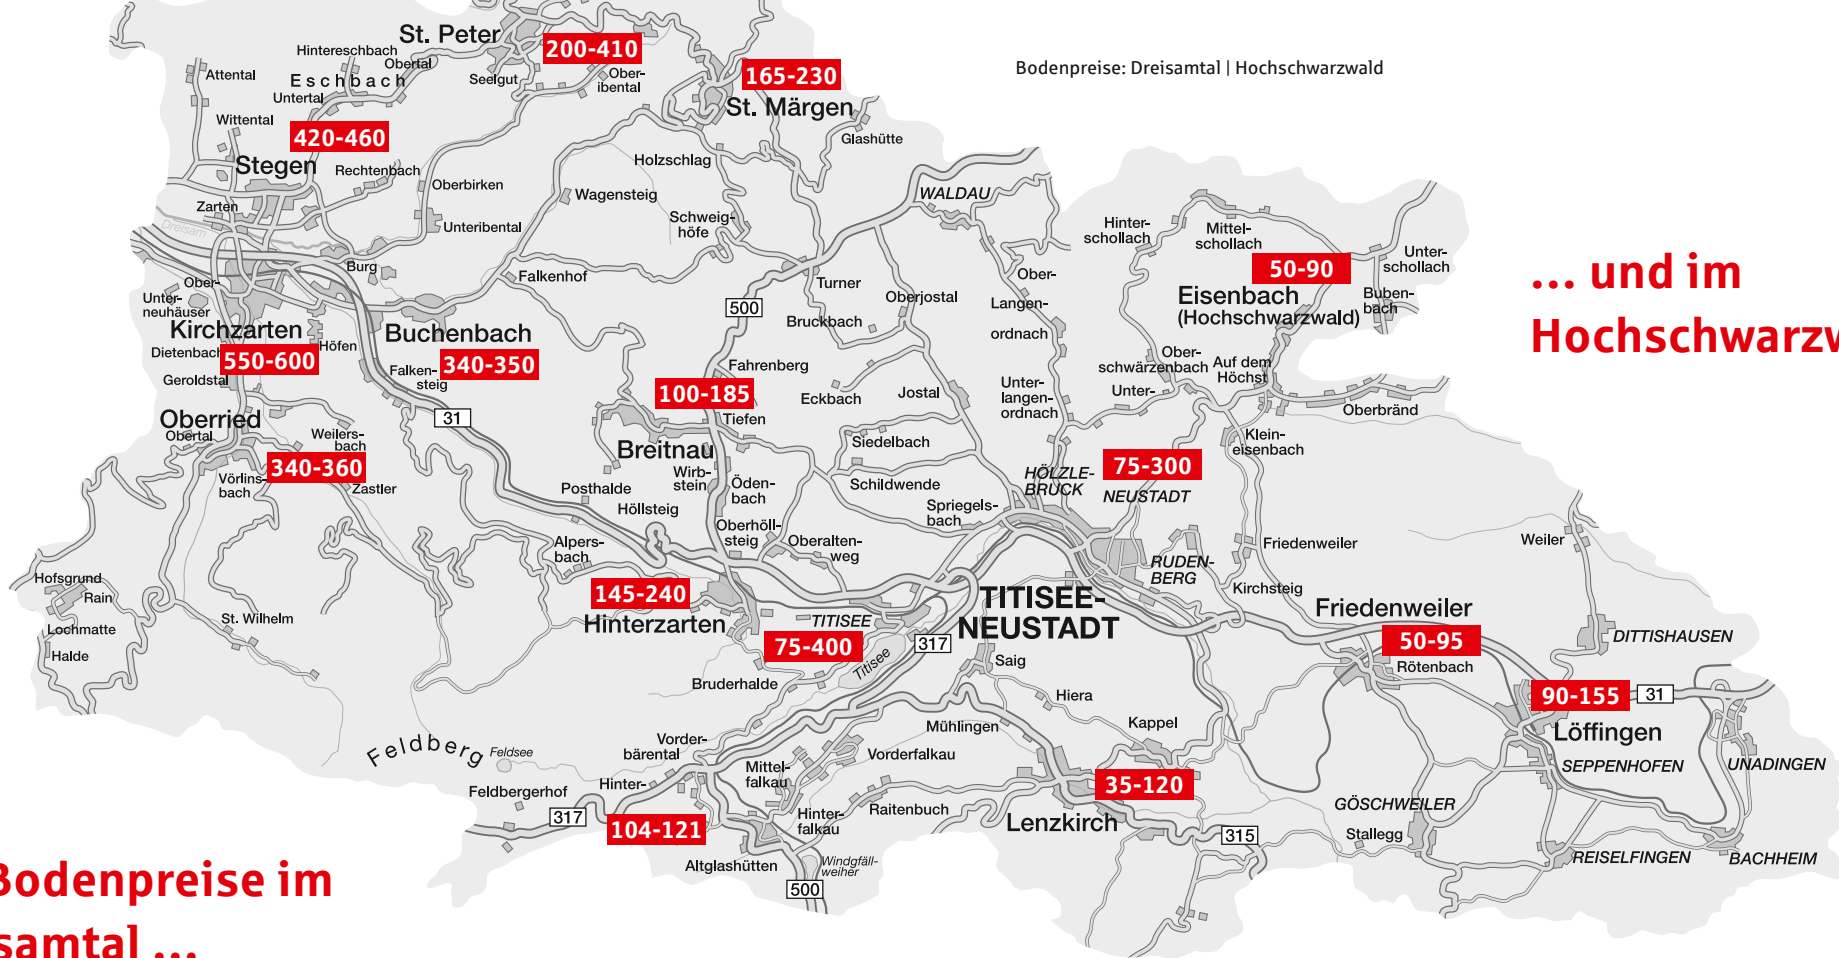 St. Peter
200-410
Hintereschbach
Obertal
Eschbach
Seelgut
Ober-
ibental
165-230
St. Märgen
Bodenpreise: Dreisamtal | Hochschwarzwald
Attental
Untertal
Wittental
420-460
Stegen
Rechtenbach
Glashütte
Holzschlag
Oberbirken
Wagensteig
Zarten
Unteribental
Schweig-
höfe
WALDAU
Dreisam
Hinter-
schollach
Mittel-
schollach
Unter-
schollach
50-90
Eisenbach
(Hochschwarzwald)
Buben-
bach
... und im
Hochschwarzw
Burg
Falkenhof
Ober-
Unter-
neuhäuser
Kirchzarten
550-600
Dietenbach
Höfen
Geroldstal
Buchenbach
340-350
Falken-
steig
Turner
Oberjostal
500
Bruckbach
Ober-
Langen-
ordnach
Fahrenberg
100-185
Tiefen
Eckbach
Jostal
Unter-
langen-
ordnach
Ober-
schwärzenbach
Unter-
Auf dem
Höchst
Oberbränd
Oberried
Obertal
31
Weilers-
bach
340-360
Vörlins-
bach
Zastler
Breitnau
Wirb-
stein
Öden-
bach
Siedelbach
Schildwende
Klein-
eisenbach
75-300
HÖLZLE-
BRUCK
NEUSTADT
Posthalde
Höllsteig
Spriegels-
bach
Oberhöll-
steig
Oberalten-
weg
Alpers-
bach
RUDEN-
BERG
Friedenweiler
Weiler
Kirchsteig
Hofsgrund
Rain
Lochmatte
Halde
St. Wilhelm
145-240
Hinterzarten
TITISEE
75-400
Titisee
317
TITISEE-
NEUSTADT
Friedenweiler
50-95
Rötenbach
DITTISHAUSEN
Bruderhalde
Saig
Hiera
90-155
31
Löffingen
Feldberg
Feldsee
Vorder-
bärental
Mühlingen
Kappel
Vorderfalkau
Mittel-
falkau
SEPPENHOFEN
UNADINGEN
Hinter-
Feldbergerhof
317
104-121
Raitenbuch
Hinter-
falkau
35-120
Lenzkirch
315
GÖSCHWEILER
Stallegg
Altglashütten
Windgfäll-
weiher
500
REISELFINGEN
BACHHEIM
Bodenpreise im
samtal ...